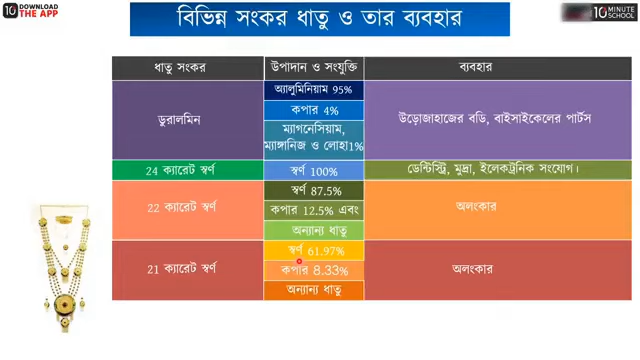 10 DOWNLOAD
THE APP
বিভিন্ন সংকর ধাতু ও তার ব্যবহার
10 MINUTE
SCHOOL
ধাতু সংকর
উপাদান ও সংযুক্তি
ব্যবহার
ডুরালমিন
অ্যালুমিনিয়াম 95%
কপার 4%
ম্যাগনেসিয়াম,
ম্যাঙ্গানিজ ও লোহা1%
উড়োজাহাজের বডি, বাইসাইকেলের পার্টস
24 ক্যারেট স্বর্ণ
স্বর্ণ 100%
ডেন্টিস্ট্রি, মুদ্রা, ইলেকট্রনিক সংযোগ।
22 ক্যারেট স্বর্ণ
স্বর্ণ 87.5%
কপার 12.5% এবং
অন্যান্য ধাতু
অলংকার
21 ক্যারেট স্বর্ণ
স্বর্ণ 61.97%
কপার 8.33%
অন্যান্য ধাতু
অলংকার